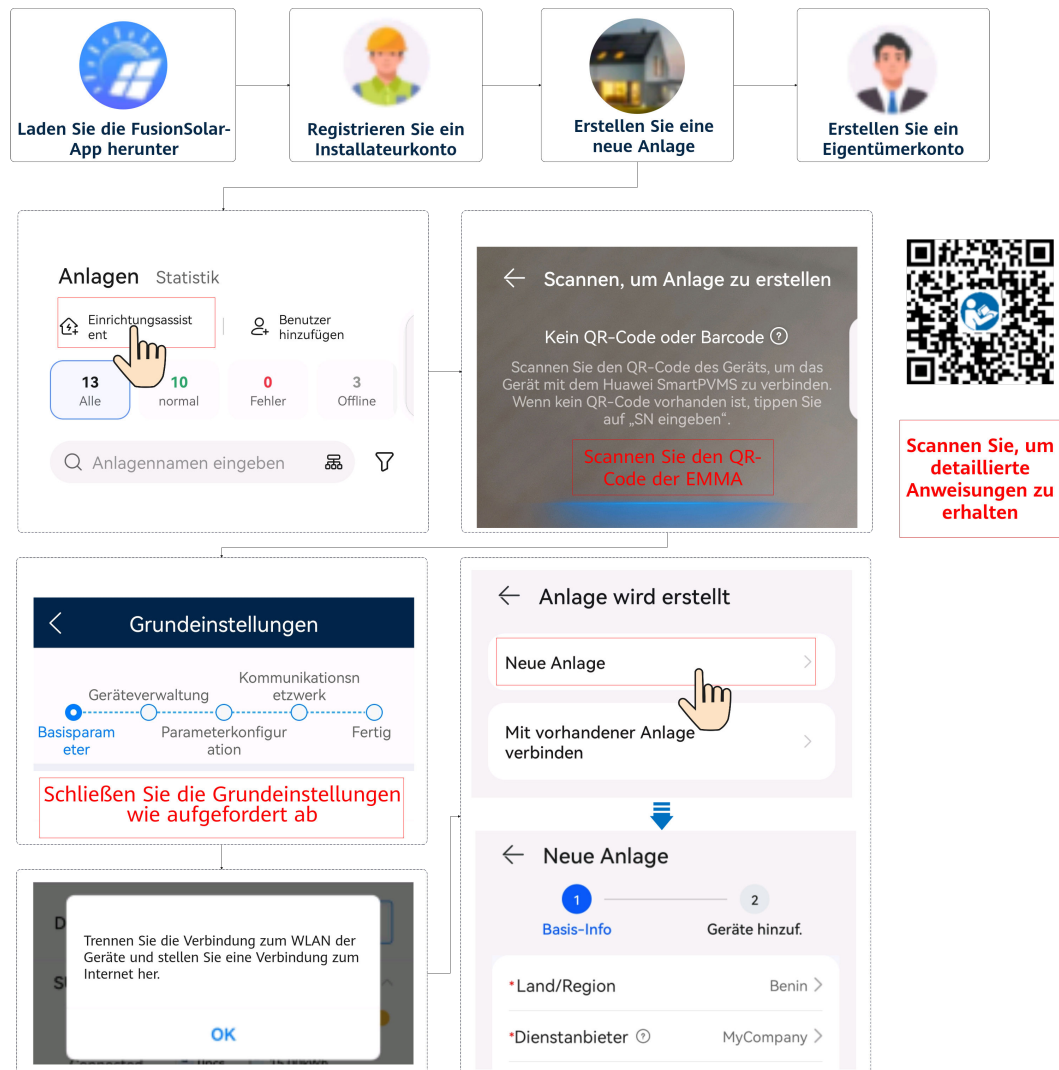 Laden Sie die FusionSolar-
App herunter
Registrieren Sie ein
Installateurkonto
Erstellen Sie eine
neue Anlage
Erstellen Sie ein
Eigentümerkonto
Anlagen Statistik
Einrichtungsassist
ent
Benutzer
hinzufügen
13
Alle
10
normal
0
Fehler
3
Offline
Anlagennamen eingeben
Scannen, um Anlage zu erstellen
Kein QR-Code oder Barcode
Scannen Sie den QR-Code des Geräts, um das
Gerät mit dem Huawei SmartPVMS zu verbinden.
Wenn kein QR-Code vorhanden ist, tippen Sie
auf „SN eingeben“.
Scannen Sie den QR-
Code der EMMA
Scannen Sie, um
detaillierte
Anweisungen zu
erhalten
Grundeinstellungen
Basisparam
eter
Geräteverwaltung
Parameterkonfigur
ation
Kommunikationsn
etzwerk
Fertig
Schließen Sie die Grundeinstellungen
wie aufgefordert ab
Trennen Sie die Verbindung zum WLAN der
Geräte und stellen Sie eine Verbindung zum
Internet her.
OK
Anlage wird erstellt
Neue Anlage
Mit vorhandener Anlage
verbinden
Neue Anlage
1
Basis-Info
2
Geräte hinzuf.
*Land/Region Benin
*Dienstanbieter MyCompany